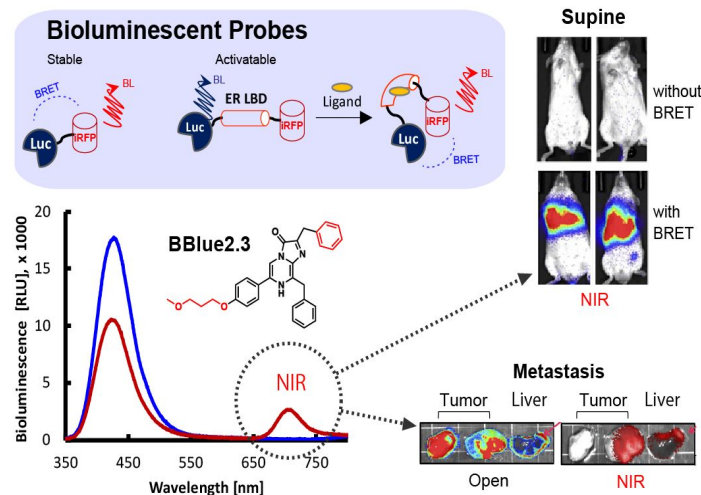 Bioluminescent Probes
Stable
Activatable
BRET
BL
iRFP
Luc
BL
ER LBD
iRFP
Luc
Ligand
BL
iRFP
Luc
BRET
Supine
without
BRET
with
BRET
NIR
Bioluminescence [RLU], x 1000
20
15
10
5
0
350
450
550
650
750
Wavelength [nm]
BBlue2.3
O
N
N
N
H
O
O
NIR
Metastasis
Tumor
Liver
Tumor
Liver
Open
NIR